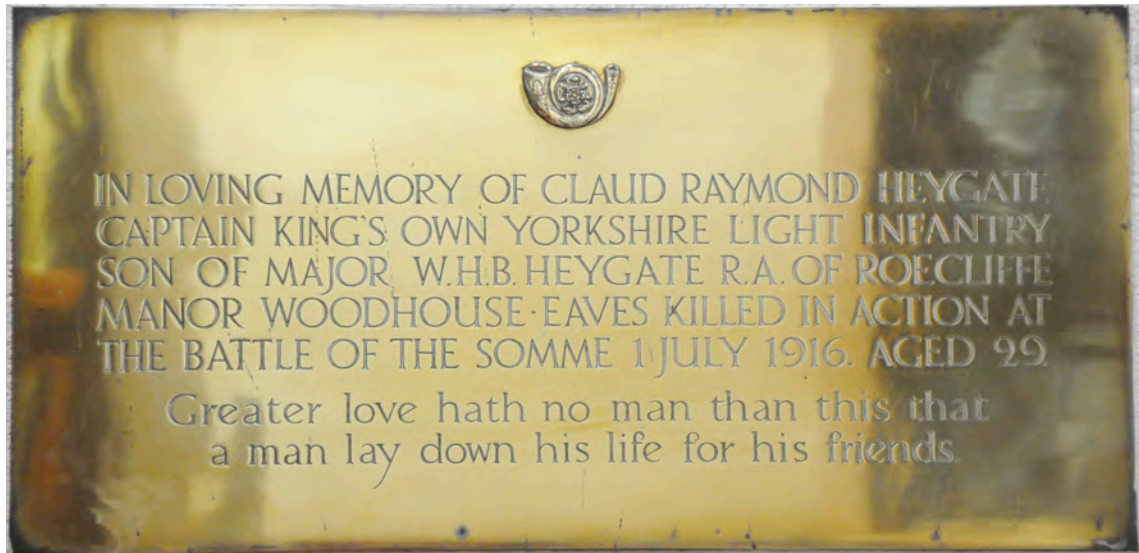 IN LOVING MEMORY OF CLAUD RAYMOND HEYGATE
CAPTAIN KING'S OWN YORKSHIRE LIGHT INFANTRY
SON OF MAJOR W.H.B. HEYGATE R.A. OF ROECLIFFE
MANOR WOODHOUSE-EAVES KILLED IN ACTION AT
THE BATTLE OF THE SOMME 1 JULY 1916. AGED 29.
Greater love hath no man than this that
a man lay down his life for his friends.